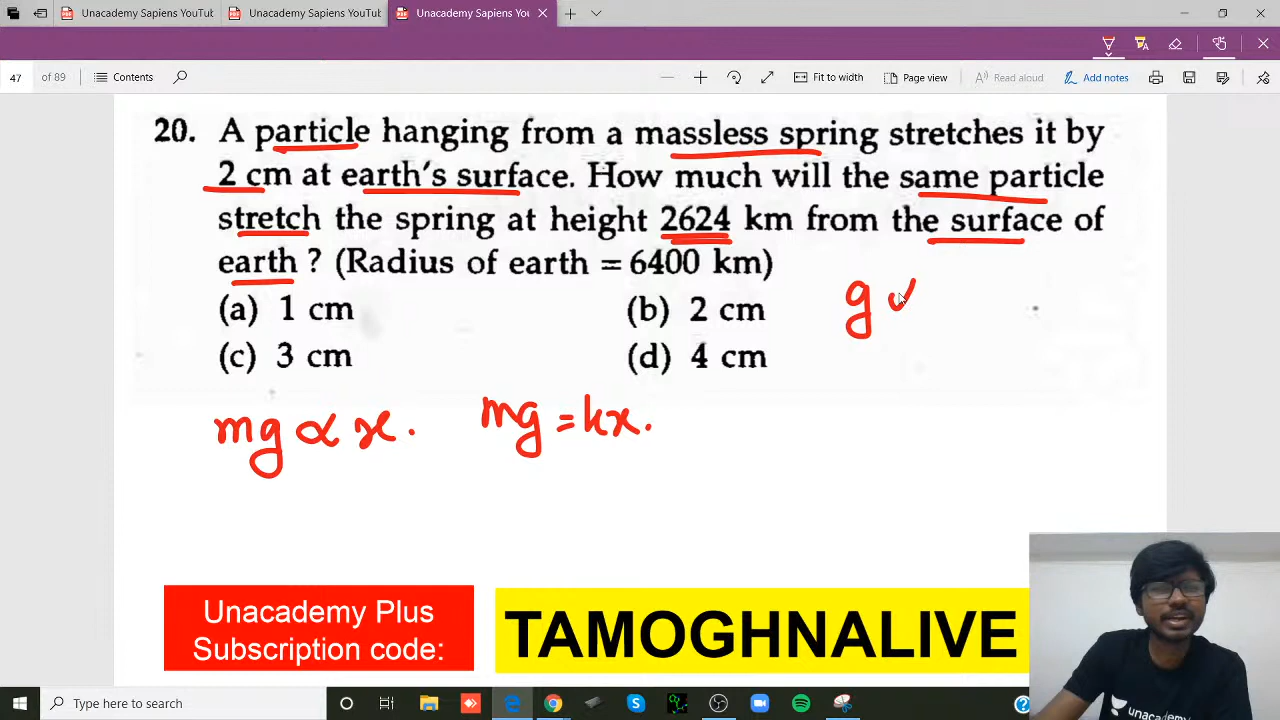 Unacademy Sapiens YouT
Unacademy Sapiens YouT
Unacademy Sapiens You
47 of 89 Contents Fit to width Page view Read aloud Add notes
20. A particle hanging from a massless spring stretches it by
2 cm at earth's surface. How much will the same particle
stretch the spring at height 2624 km from the surface of
earth ? (Radius of earth = 6400 km)
(a) 1 cm (b) 2 cm
(c) 3 cm (d) 4 cm
g
mg ∝ x. mg = kx.
Unacademy Plus
Subscription code:
TAMOGHNALIVE
unacademy
Type here to search